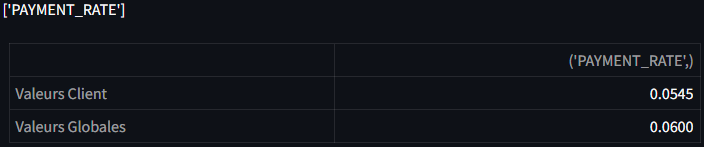 ['PAYMENT_RATE']
('PAYMENT_RATE',)
Valeurs Client 0.0545
Valeurs Globales 0.0600